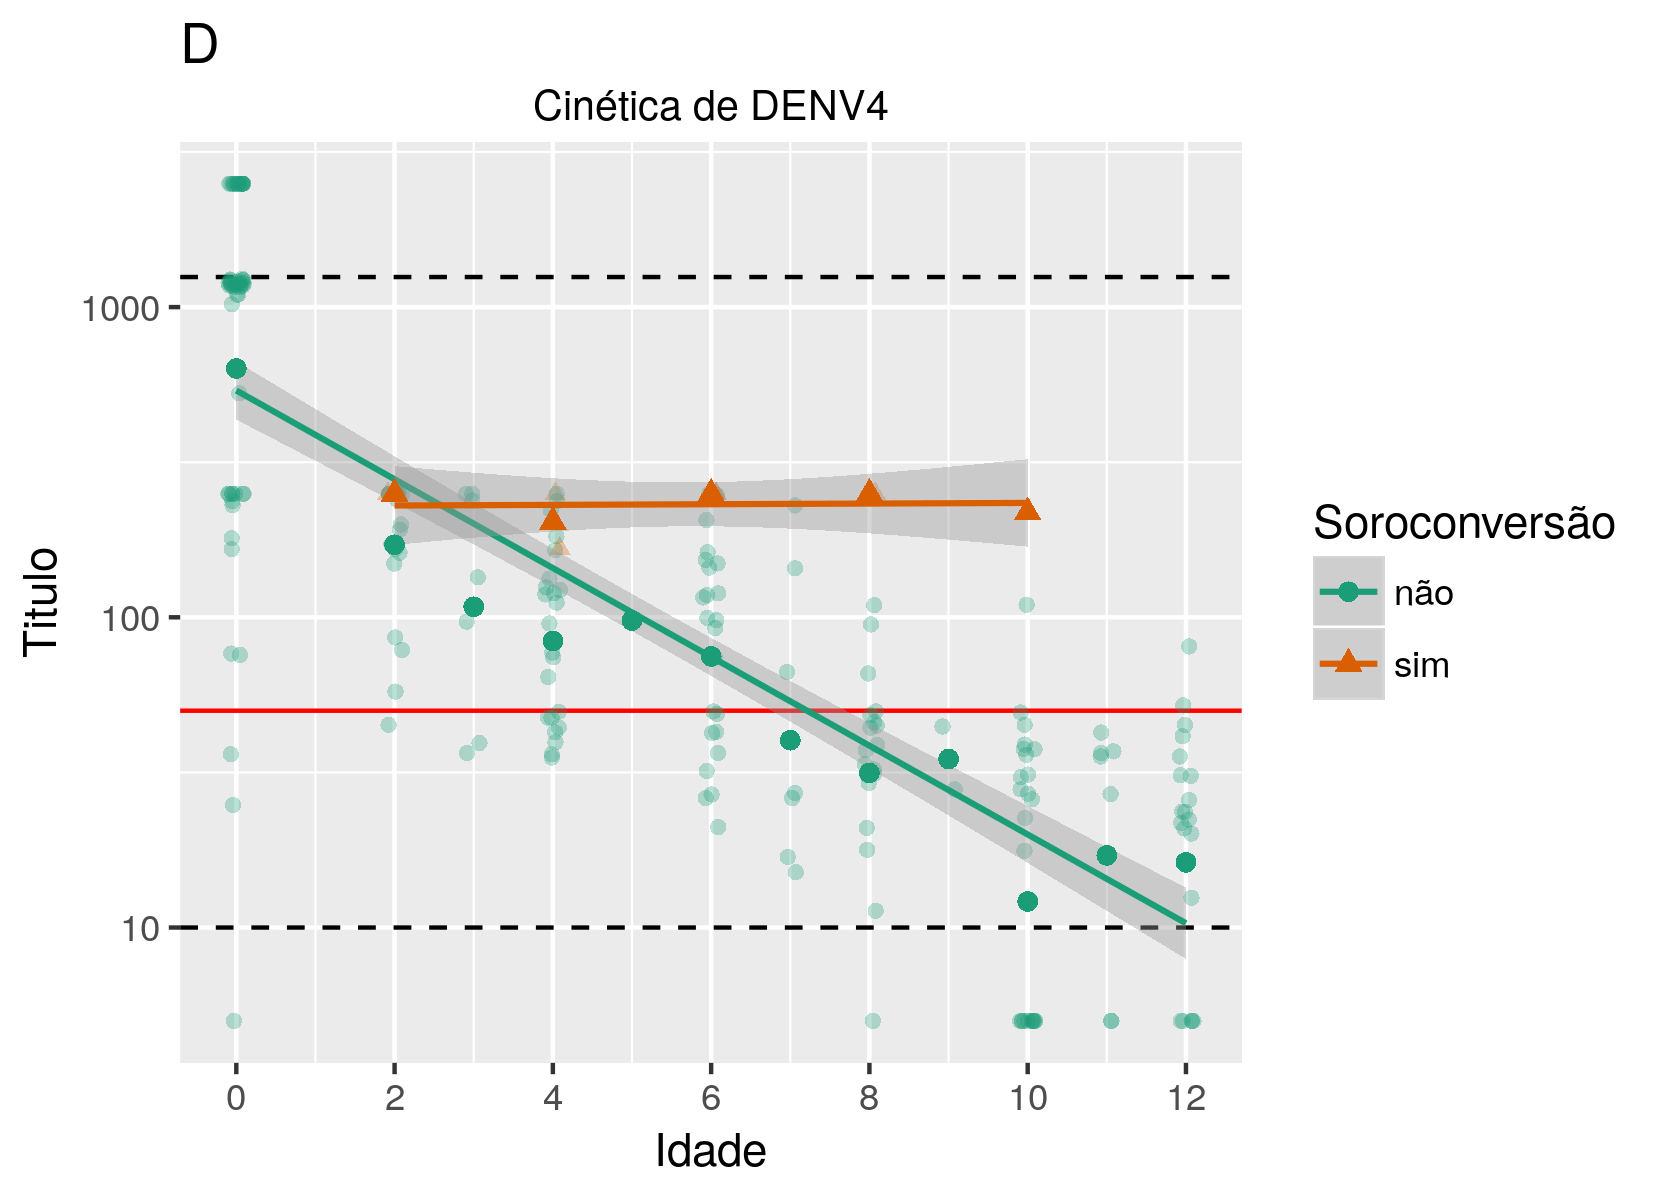 D
Cinética de DENV4
Titulo
1000
100
10
0 2 4 6 8 10 12
Idade
Soroconversão
não
sim